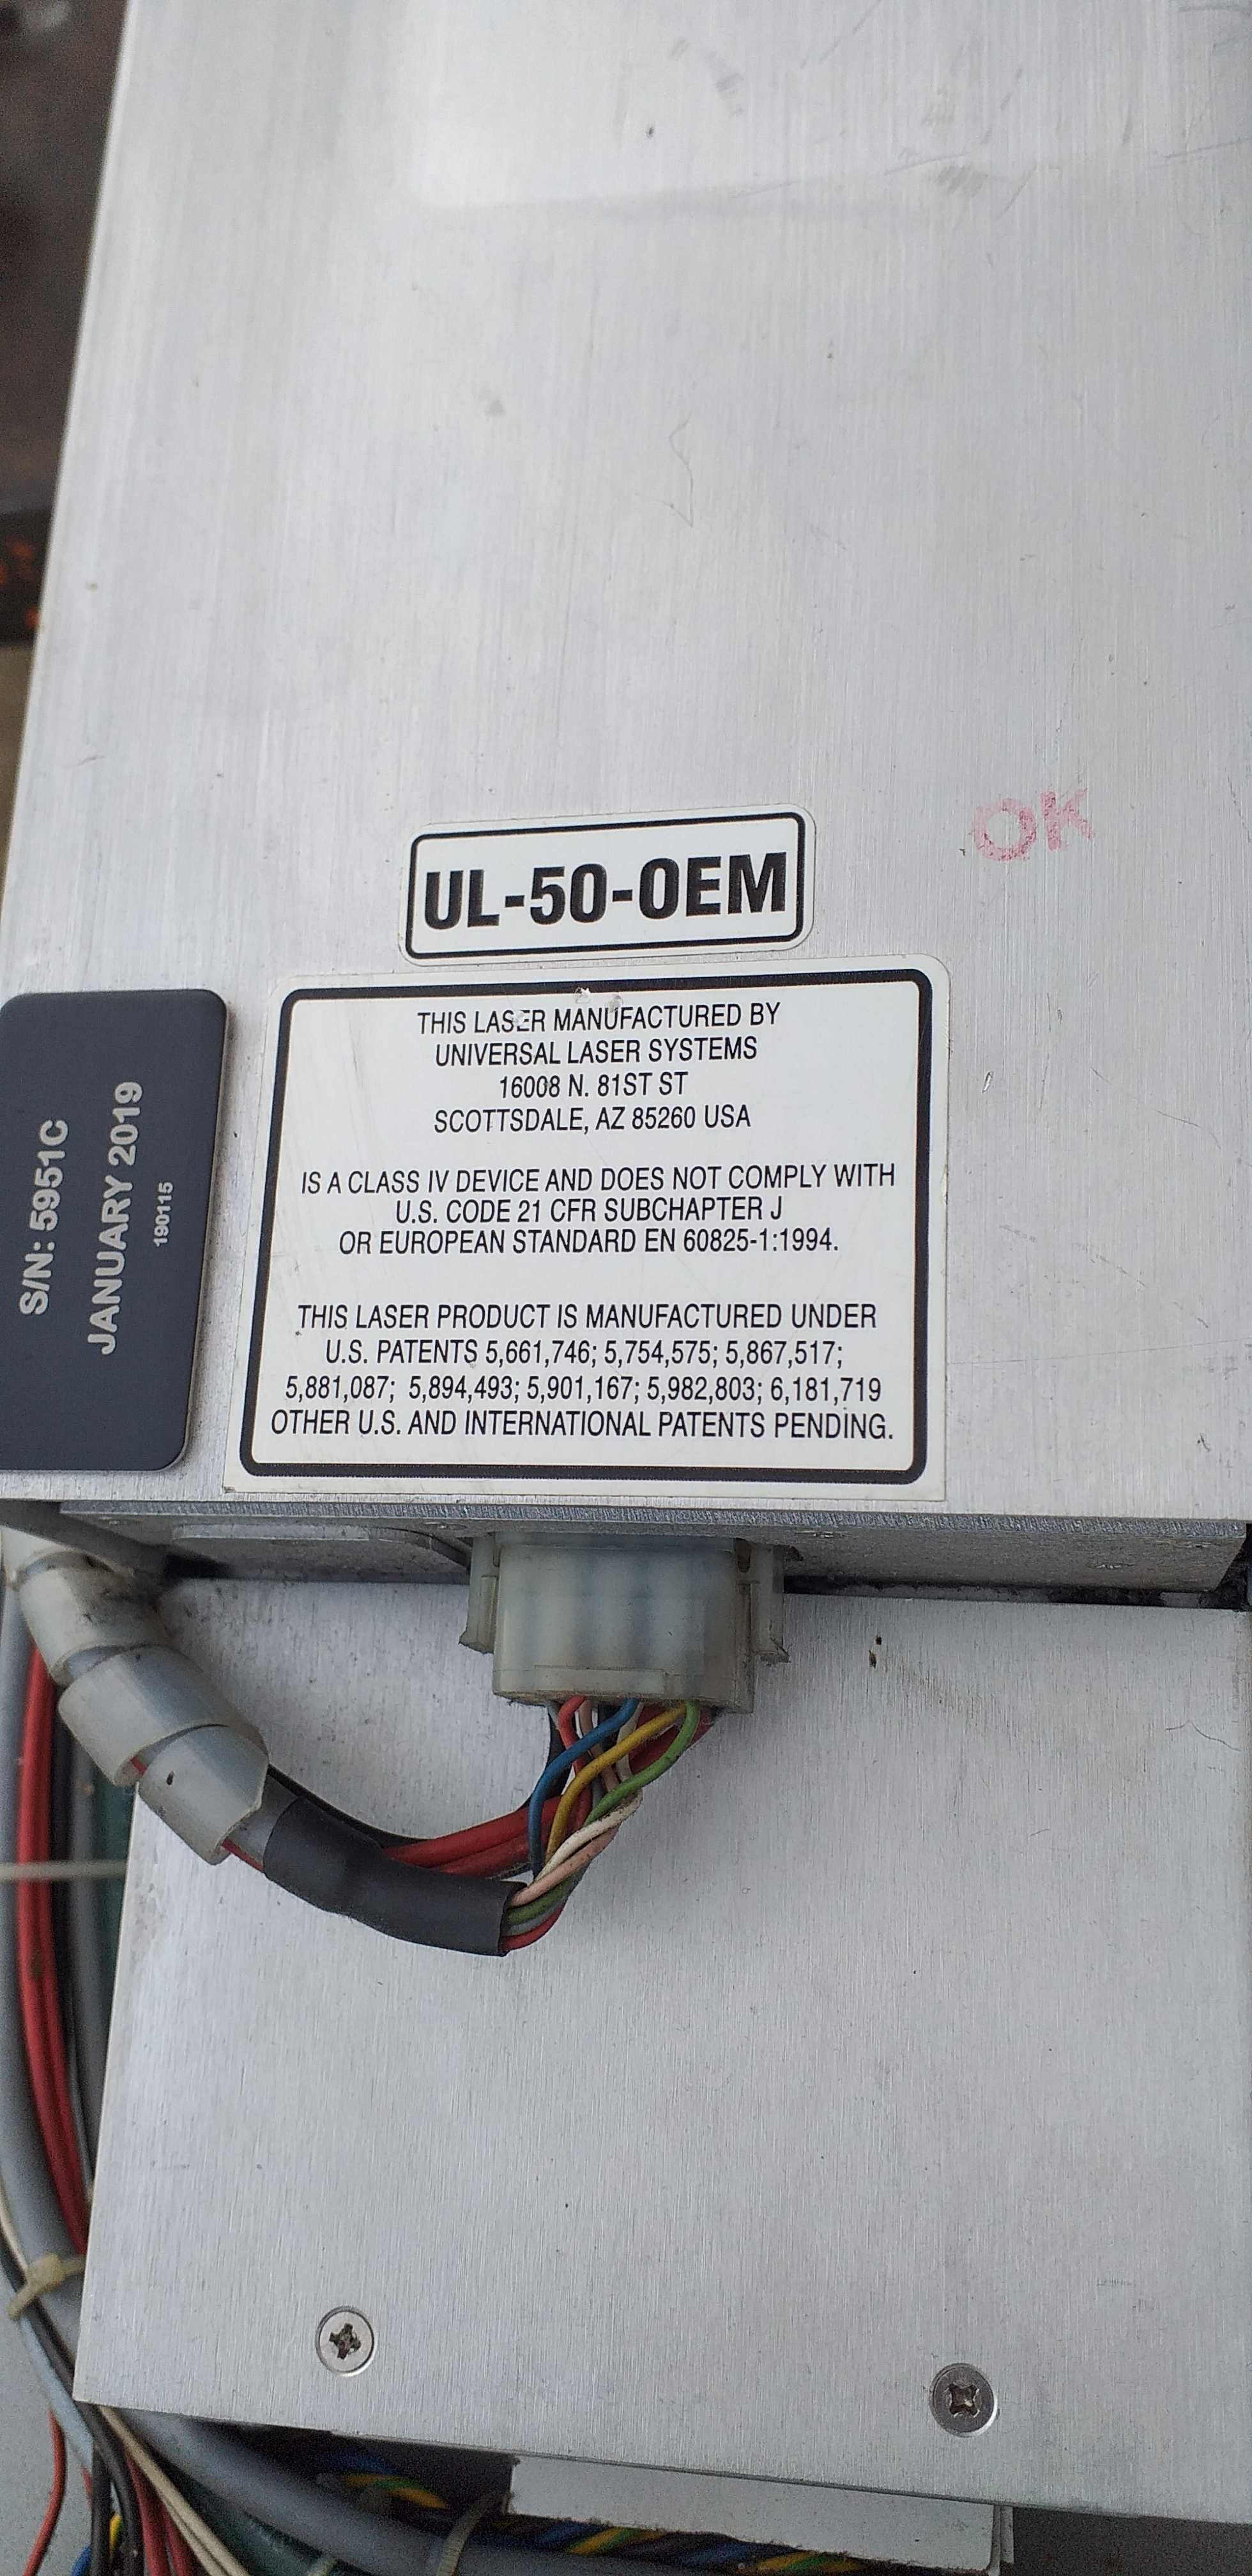 OK
UL-50-OEM
THIS LASER MANUFACTURED BY
UNIVERSAL LASER SYSTEMS
16008 N. 81ST ST
SCOTTSDALE, AZ 85260 USA
IS A CLASS IV DEVICE AND DOES NOT COMPLY WITH
U.S. CODE 21 CFR SUBCHAPTER J
OR EUROPEAN STANDARD EN 60825-1:1994.
THIS LASER PRODUCT IS MANUFACTURED UNDER
U.S. PATENTS 5,661,746; 5,754,575; 5,867,517;
5,881,087; 5,894,493; 5,901,167; 5,982,803; 6,181,719
OTHER U.S. AND INTERNATIONAL PATENTS PENDING.
S/N: 5951C
JANUARY 2019
190115